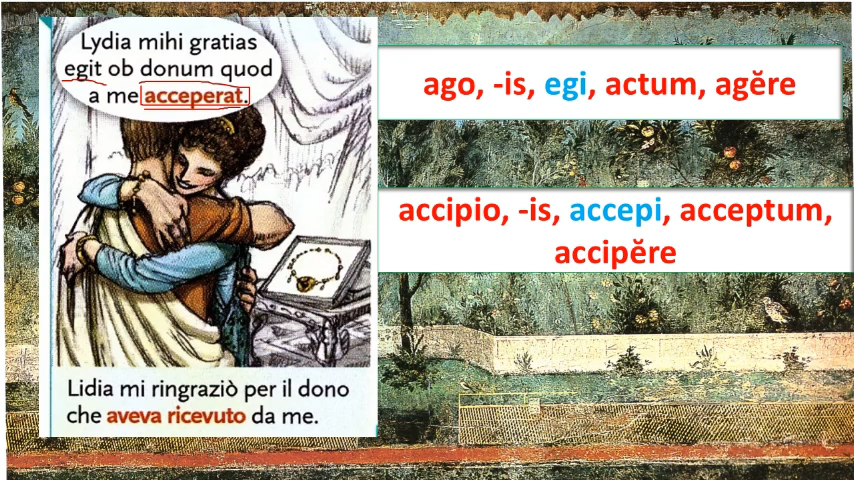 Lydia mihi gratias
egit ob donum quod
a me acceperat.
ago, -is, egi, actum, agĕre
accipio, -is, accepi, acceptum,
accipĕre
Lidia mi ringraziò per il dono
che aveva ricevuto da me.